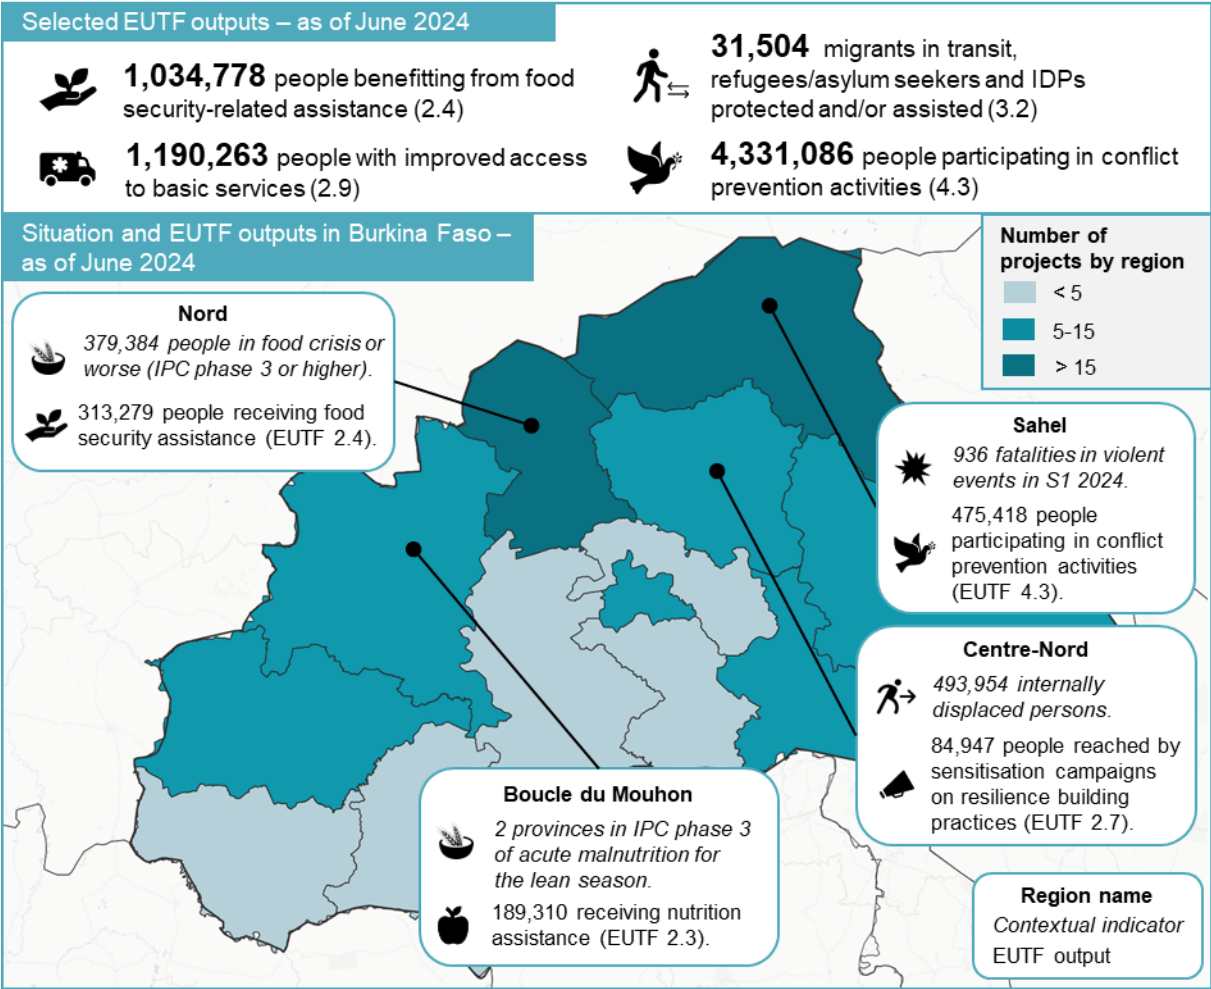 Selected EUTF outputs – as of June 2024
1,034,778 people benefitting from food
security-related assistance (2.4)
1,190,263 people with improved access
to basic services (2.9)
31,504 migrants in transit,
refugees/asylum seekers and IDPs
protected and/or assisted (3.2)
4,331,086 people participating in conflict
prevention activities (4.3)
Situation and EUTF outputs in Burkina Faso –
as of June 2024
Number of
projects by region
< 5
5-15
> 15
Nord
379,384 people in food crisis or
worse (IPC phase 3 or higher).
313,279 people receiving food
security assistance (EUTF 2.4).
Sahel
936 fatalities in violent
events in S1 2024.
475,418 people
participating in conflict
prevention activities
(EUTF 4.3).
Centre-Nord
493,954 internally
displaced persons.
84,947 people reached by
sensitisation campaigns
on resilience building
practices (EUTF 2.7).
Boucle du Mouhon
2 provinces in IPC phase 3
of acute malnutrition for
the lean season.
189,310 receiving nutrition
assistance (EUTF 2.3).
Region name
Contextual indicator
EUTF output